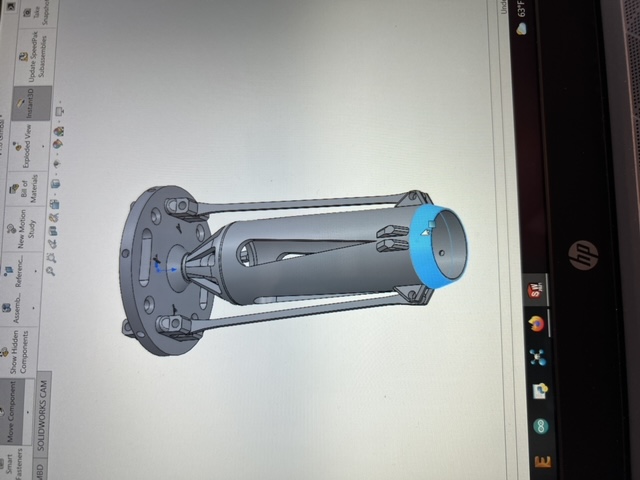 Smart
Fasteners
Move Component
Show Hidden
Components
Assemb...
Referenc...
New Motion
Study
Bill of
Materials
Exploded View
Instant3D
Update SpeedPak
Subassemblies
Take
Snapshot
MBD
SOLIDWORKS CAM
Unde
63°F
E
SW
hp